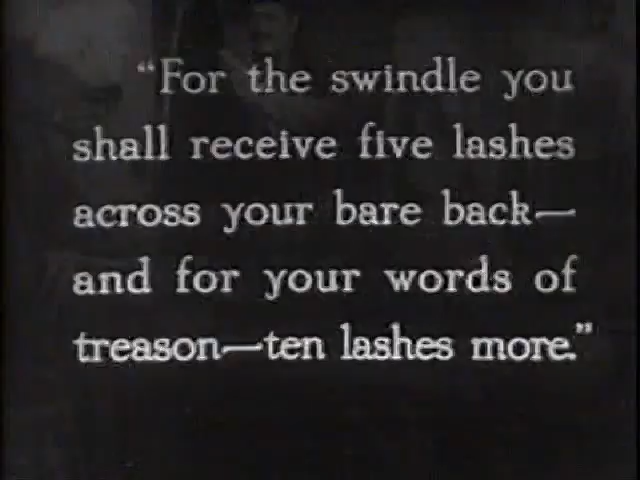 “For the swindle you
shall receive five lashes
across your bare back—
and for your words of
treason—ten lashes more.”